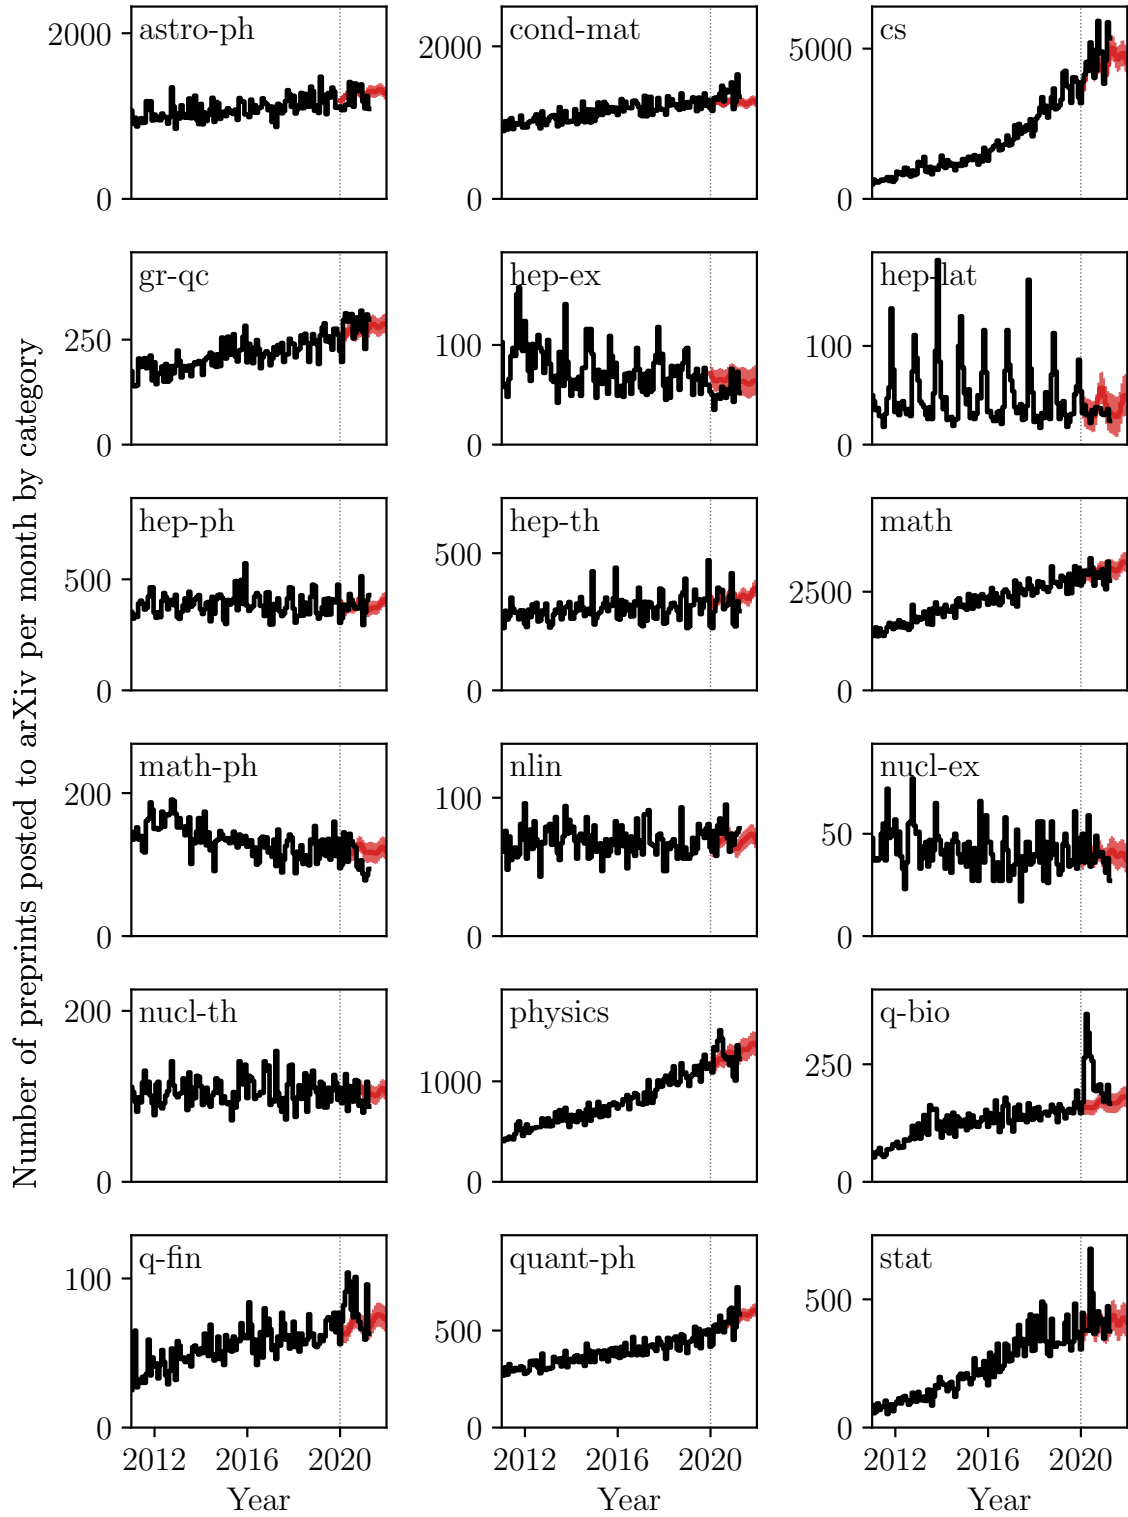 Number of preprints posted to arXiv per month by category
astro-ph
2000
0
cond-mat
2000
0
cs
5000
0
gr-qc
250
0
hep-ex
100
0
hep-lat
100
0
hep-ph
500
0
hep-th
500
0
math
2500
0
math-ph
200
0
nlin
100
0
nucl-ex
50
0
nucl-th
200
0
physics
1000
0
q-bio
250
0
q-fin
100
0
2012 2016 2020
Year
quant-ph
500
0
2012 2016 2020
Year
stat
500
0
2012 2016 2020
Year